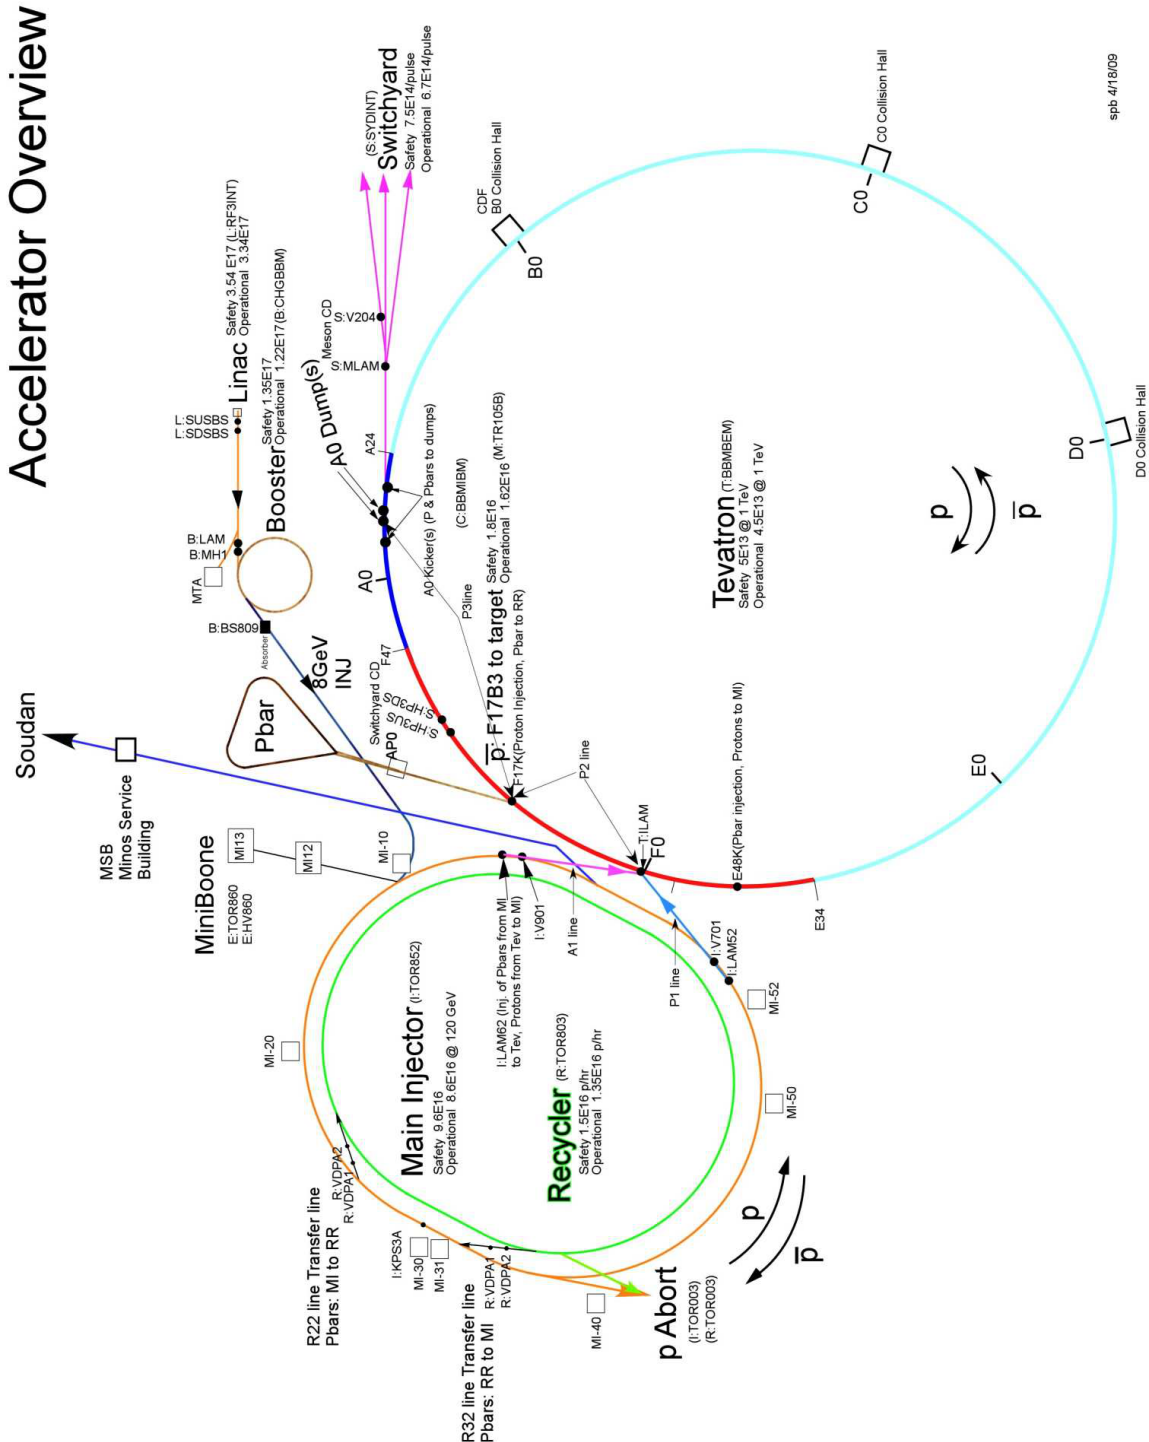 Accelerator Overview
Soudan
MSB
Minos Service
Building
MiniBoone
E:TOR860
E:HV860
MI13
MI12
MI-10
MTA
L:SUSBS
L:SDSBS
Linac Safety 3.54 E17 (L:RF3INT)
Operational 3.34E17
B:LAM
B:MH1
Booster
Safety 1.35E17
Operational 1.22E17(B:CHGBBM)
B:BS809
Absorber
8GeV
INJ
Pbar
Switchyard CD
AP0
A0 Dump(s)
A24
Meson CD
S:MLAM
S:V204
(S:SYDINT)
Switchyard
Safety 7.5E14/pulse
Operational 6.7E14/pulse
A0
A0 Kicker(s) (P & Pbars to dumps)
(C:BBMIBM)
P3line
F47
S:HP3DS
S:HP3US
p̅: F17B3 to target Safety 1.8E16
Operational 1.62E16 (M:TR105B)
F17K(Proton Injection, Pbar to RR)
P2 line
T:ILAM
F0
E48K(Pbar injection, Protons to MI)
E34
E0
CDF
B0 Collision Hall
B0
C0
C0 Collision Hall
D0
D0 Collision Hall
p
p̅
Tevatron (T:BBMBEM)
Safety 5E13 @ 1 TeV
Operational 4.5E13 @ 1 TeV
I:LAM62 (Inj. of Pbars from MI
to Tev, Protons from Tev to MI)
I:V901
A1 line
P1 line
I:V701
I:LAM52
MI-52
MI-50
MI-20
Main Injector (I:TOR852)
Safety 9.6E16
Operational 8.6E16 @ 120 GeV
Recycler (R:TOR803)
Safety 1.5E16 p/hr
Operational 1.35E16 p/hr
R:VDPA2
R:VDPA1
R22 line Transfer line
Pbars: MI to RR
I:KPS3A
MI-30
MI-31
R32 line Transfer line
Pbars: RR to MI
R:VDPA1
R:VDPA2
MI-40
p Abort
(I:TOR003)
(R:TOR003)
p
p̅
spb 4/18/09